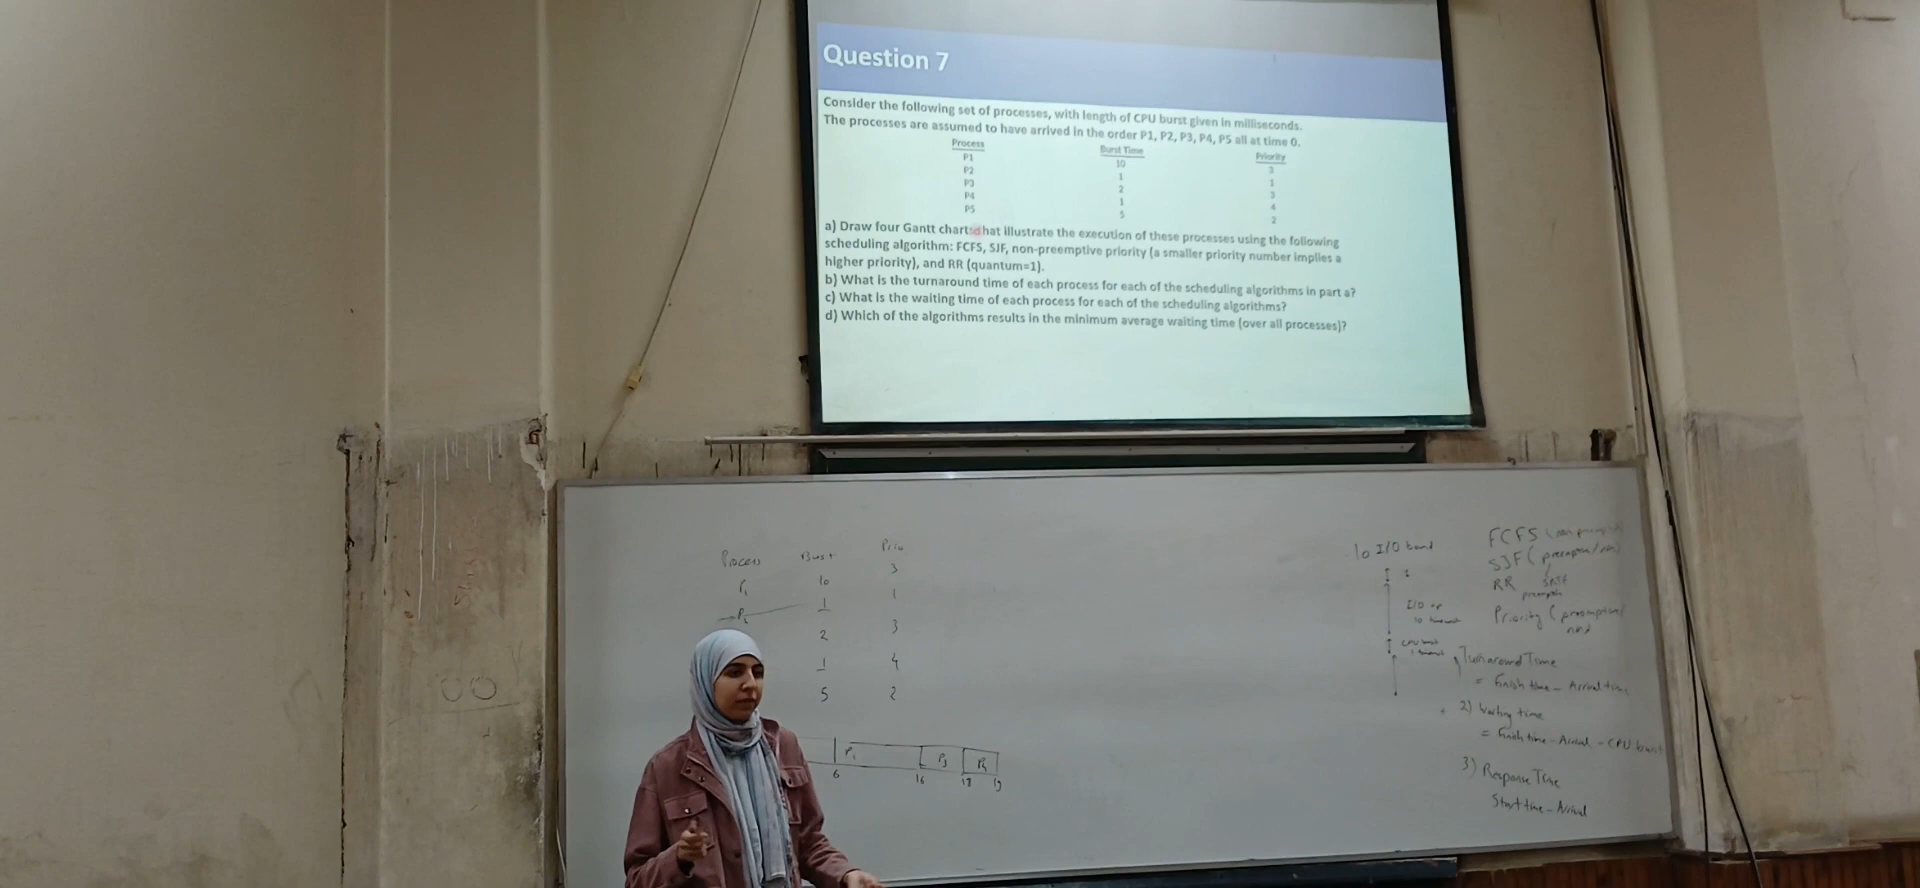 Question 7
Consider the following set of processes, with length of CPU burst given in milliseconds.
The processes are assumed to have arrived in the order P1, P2, P3, P4, P5 all at time 0.
Process Burst Time Priority
P1 10 3
P2 1 1
P3 2 3
P4 1 4
P5 5 2
a) Draw four Gantt charts hat illustrate the execution of these processes using the following
scheduling algorithm: FCFS, SJF, non-preemptive priority (a smaller priority number implies a
higher priority), and RR (quantum=1).
b) What is the turnaround time of each process for each of the scheduling algorithms in part a?
c) What is the waiting time of each process for each of the scheduling algorithms?
d) Which of the algorithms results in the minimum average waiting time (over all processes)?
Process Burst Prio
P1 10 3
P2 1 1
2 3
1 4
5 2
P1 P3 P4
6 16 18 19
10 I/O bound
1
I/O
10
CPU
1
FCFS
SJF (
RR
Priority (
Turnaround Time
= finish time - Arrival time
2) Waiting time
= finish time - Arrival - CPU burst
3) Response Time
Start time - Arrival